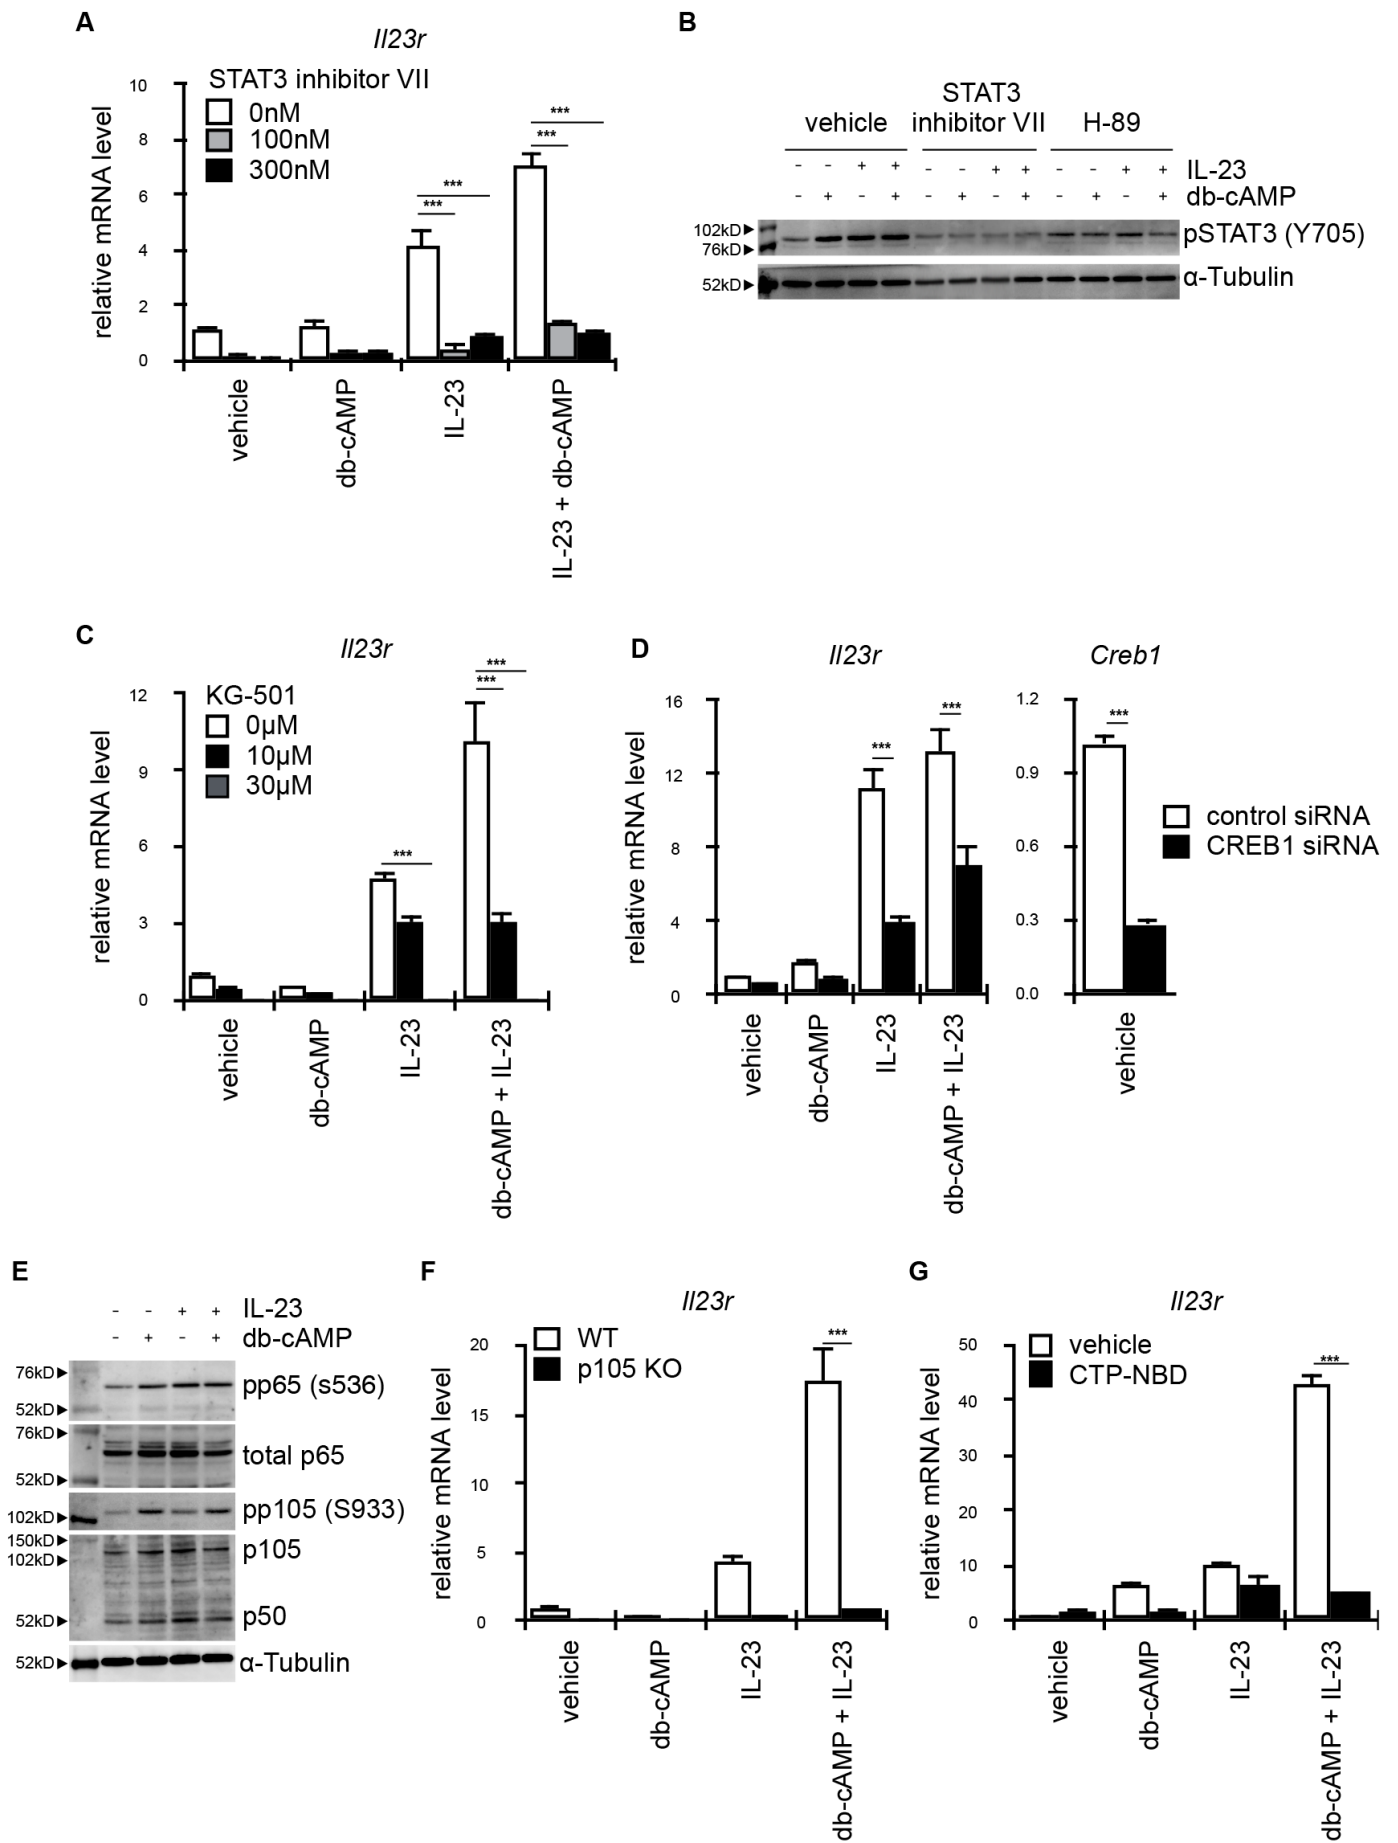 A
Il23r
STAT3 inhibitor VII
0nM
100nM
300nM
relative mRNA level
10
8
6
4
2
0
***
***
***
***
vehicle
db-cAMP
IL-23
IL-23 + db-cAMP
B
vehicle
STAT3
inhibitor VII
H-89
- - + + - - + + - - + + IL-23
- + - + - + - + - + - + db-cAMP
102kD
76kD
pSTAT3 (Y705)
52kD
α-Tubulin
C
Il23r
KG-501
0µM
10µM
30µM
relative mRNA level
12
9
6
3
0
***
***
***
vehicle
db-cAMP
IL-23
db-cAMP + IL-23
D
Il23r
relative mRNA level
16
12
8
4
0
***
***
vehicle
db-cAMP
IL-23
db-cAMP + IL-23
Creb1
1.2
0.9
0.6
0.3
0.0
***
vehicle
control siRNA
CREB1 siRNA
E
- - + + IL-23
- + - + db-cAMP
76kD
52kD
pp65 (s536)
76kD
52kD
total p65
102kD
pp105 (S933)
150kD
102kD
p105
52kD
p50
52kD
α-Tubulin
F
Il23r
WT
p105 KO
relative mRNA level
20
15
10
5
0
***
vehicle
db-cAMP
IL-23
db-cAMP + IL-23
G
Il23r
vehicle
CTP-NBD
relative mRNA level
50
40
30
20
10
0
***
vehicle
db-cAMP
IL-23
db-cAMP + IL-23